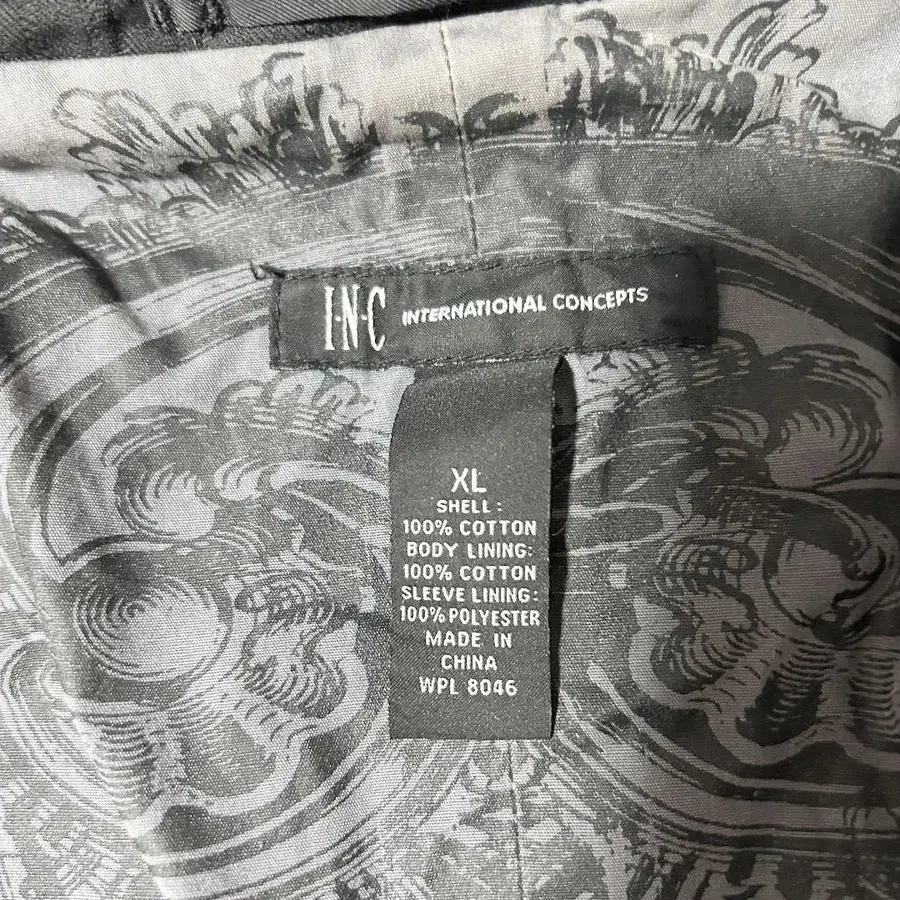 I·N·C INTERNATIONAL CONCEPTS
XL
SHELL:
100% COTTON
BODY LINING:
100% COTTON
SLEEVE LINING:
100% POLYESTER
MADE IN
CHINA
WPL 8046